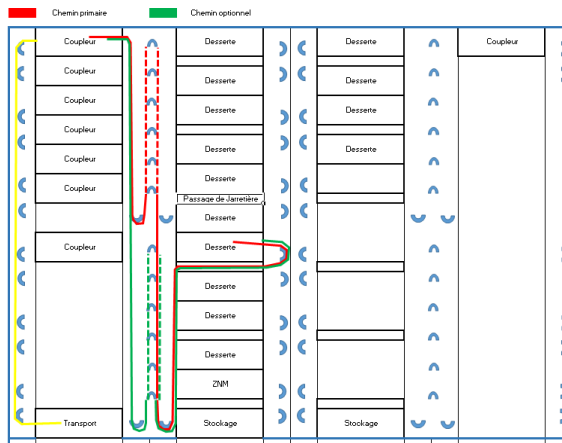 Chemin primaire
Chemin optionnel
Coupleur
Desserte
Desserte
Coupleur
Coupleur
Desserte
Desserte
Coupleur
Desserte
Desserte
Coupleur
Desserte
Desserte
Coupleur
Coupleur
Desserte
Passage de Jarretière
Desserte
Coupleur
Desserte
Desserte
Desserte
Desserte
ZNM
Transport
Stockage
Stockage